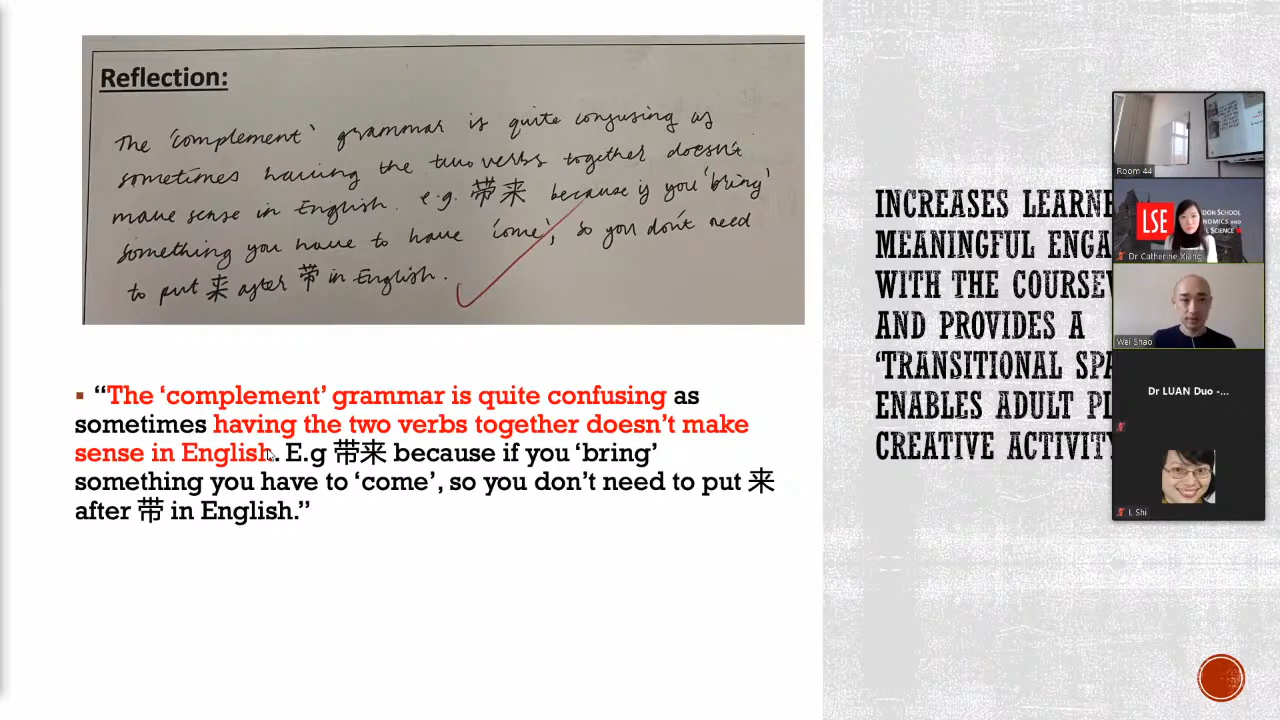 Reflection:
The 'complement' grammar is quite confusing as
sometimes having the two verbs together doesn't
make sense in English. e.g. 带来 because if you 'bring'
something you have to have 'come', so you don't need
to put 来 after 带 in English.
“The ‘complement’ grammar is quite confusing as
sometimes having the two verbs together doesn’t make
sense in English. E.g 带来 because if you ‘bring’
something you have to ‘come’, so you don’t need to put 来
after 带 in English.”
INCREASES LEARNE
MEANINGFUL ENGA
WITH THE COURSEW
AND PROVIDES A
‘TRANSITIONAL SPA
ENABLES ADULT PL
CREATIVE ACTIVITY
Room 44
LSE
DON SCHOOL
NOMICS AND
L SCIENCE
Dr Catherine Xiang
Wei Shao
Dr LUAN Duo -...
L Shi